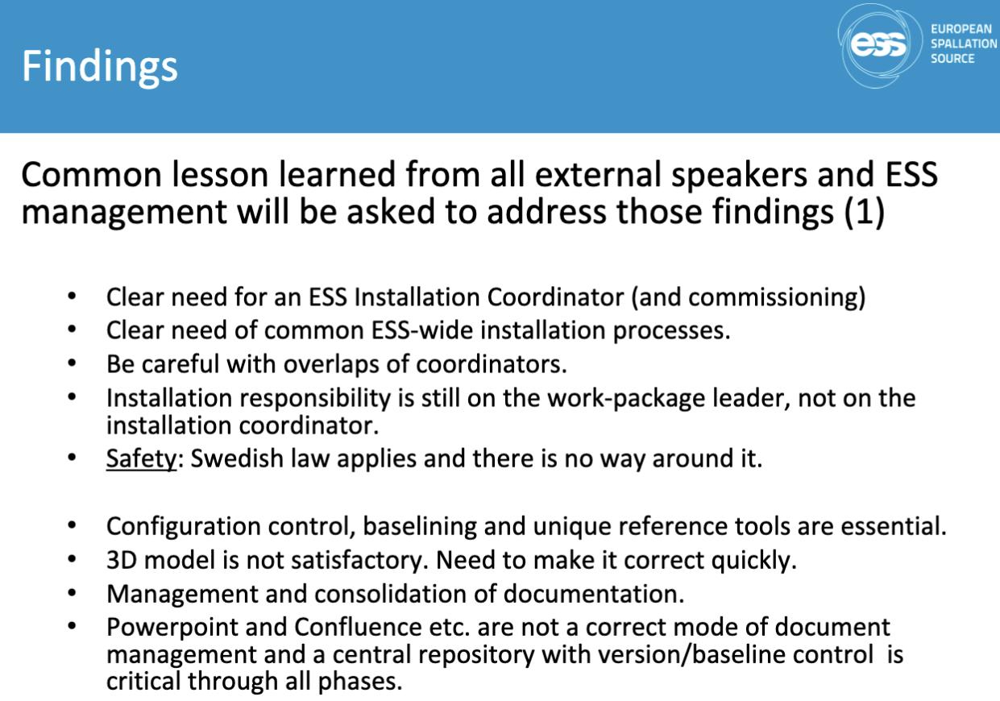 Findings
ess
EUROPEAN
SPALLATION
SOURCE
Common lesson learned from all external speakers and ESS
management will be asked to address those findings (1)
• Clear need for an ESS Installation Coordinator (and commissioning)
• Clear need of common ESS-wide installation processes.
• Be careful with overlaps of coordinators.
• Installation responsibility is still on the work-package leader, not on the
installation coordinator.
• Safety: Swedish law applies and there is no way around it.
• Configuration control, baselining and unique reference tools are essential.
• 3D model is not satisfactory. Need to make it correct quickly.
• Management and consolidation of documentation.
• Powerpoint and Confluence etc. are not a correct mode of document
management and a central repository with version/baseline control  is
critical through all phases.